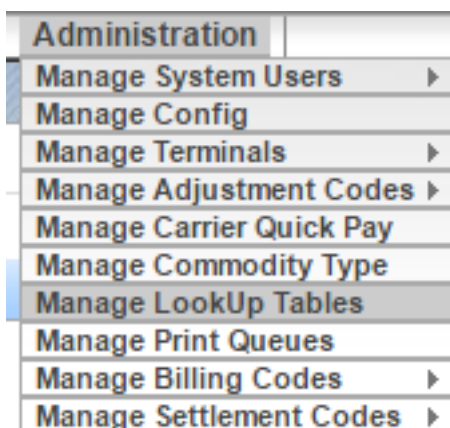 Administration
Manage System Users
Manage Config
Manage Terminals
Manage Adjustment Codes
Manage Carrier Quick Pay
Manage Commodity Type
Manage LookUp Tables
Manage Print Queues
Manage Billing Codes
Manage Settlement Codes